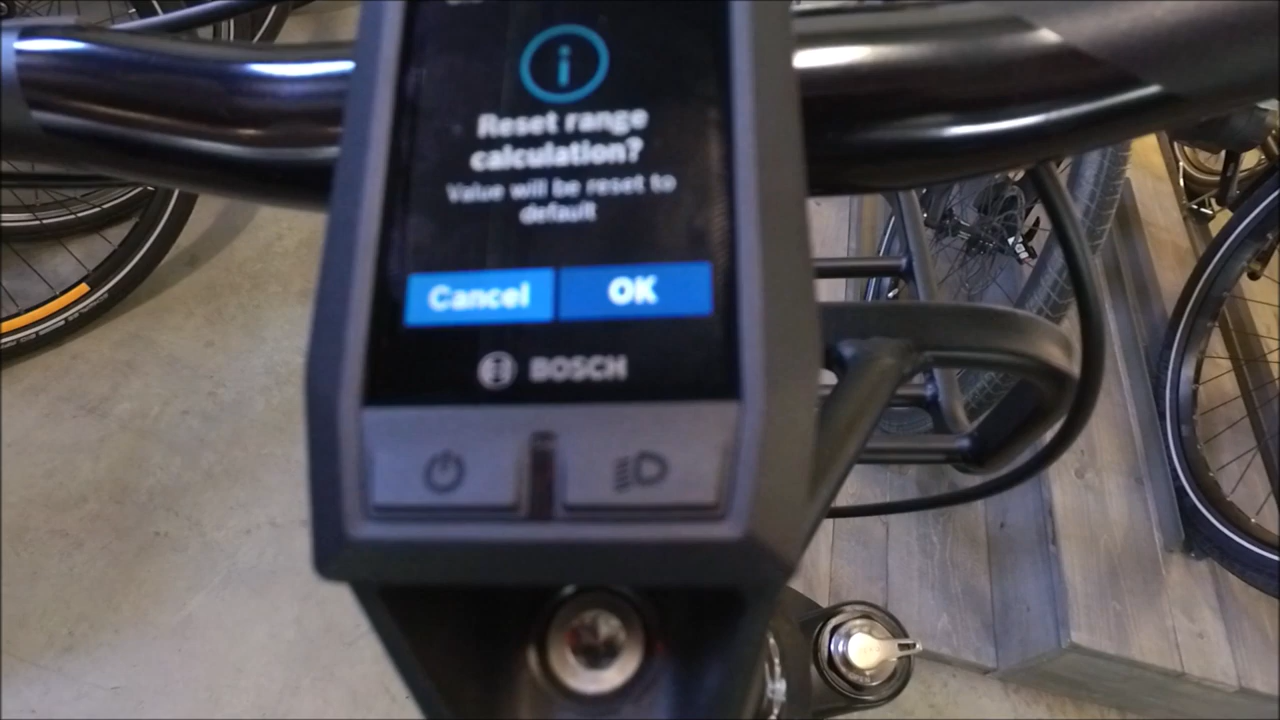 Reset range
calculation?
Value will be reset to
default
Cancel OK
BOSCH